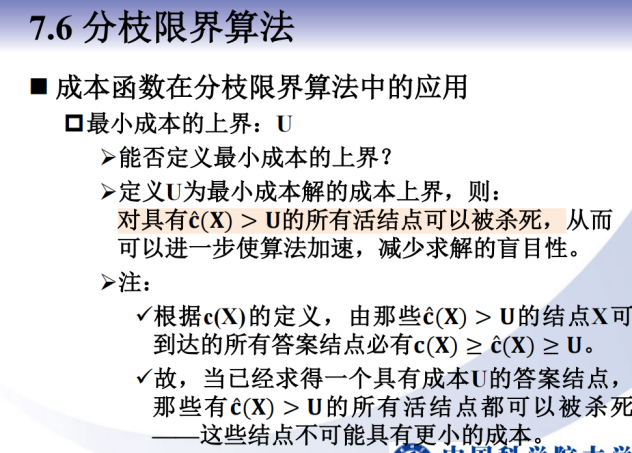 7.6 分枝限界算法
■ 成本函数在分枝限界算法中的应用
最小成本的上界：U
➢能否定义最小成本的上界？
➢定义U为最小成本解的成本上界，则：
对具有ĉ(X) > U的所有活结点可以被杀死，从而
可以进一步使算法加速，减少求解的盲目性。
➢注：
✓根据c(X)的定义，由那些ĉ(X) > U的结点X可
到达的所有答案结点必有c(X) ≥ ĉ(X) ≥ U。
✓故，当已经求得一个具有成本U的答案结点，
那些有ĉ(X) > U的所有活结点都可以被杀死
——这些结点不可能具有更小的成本。